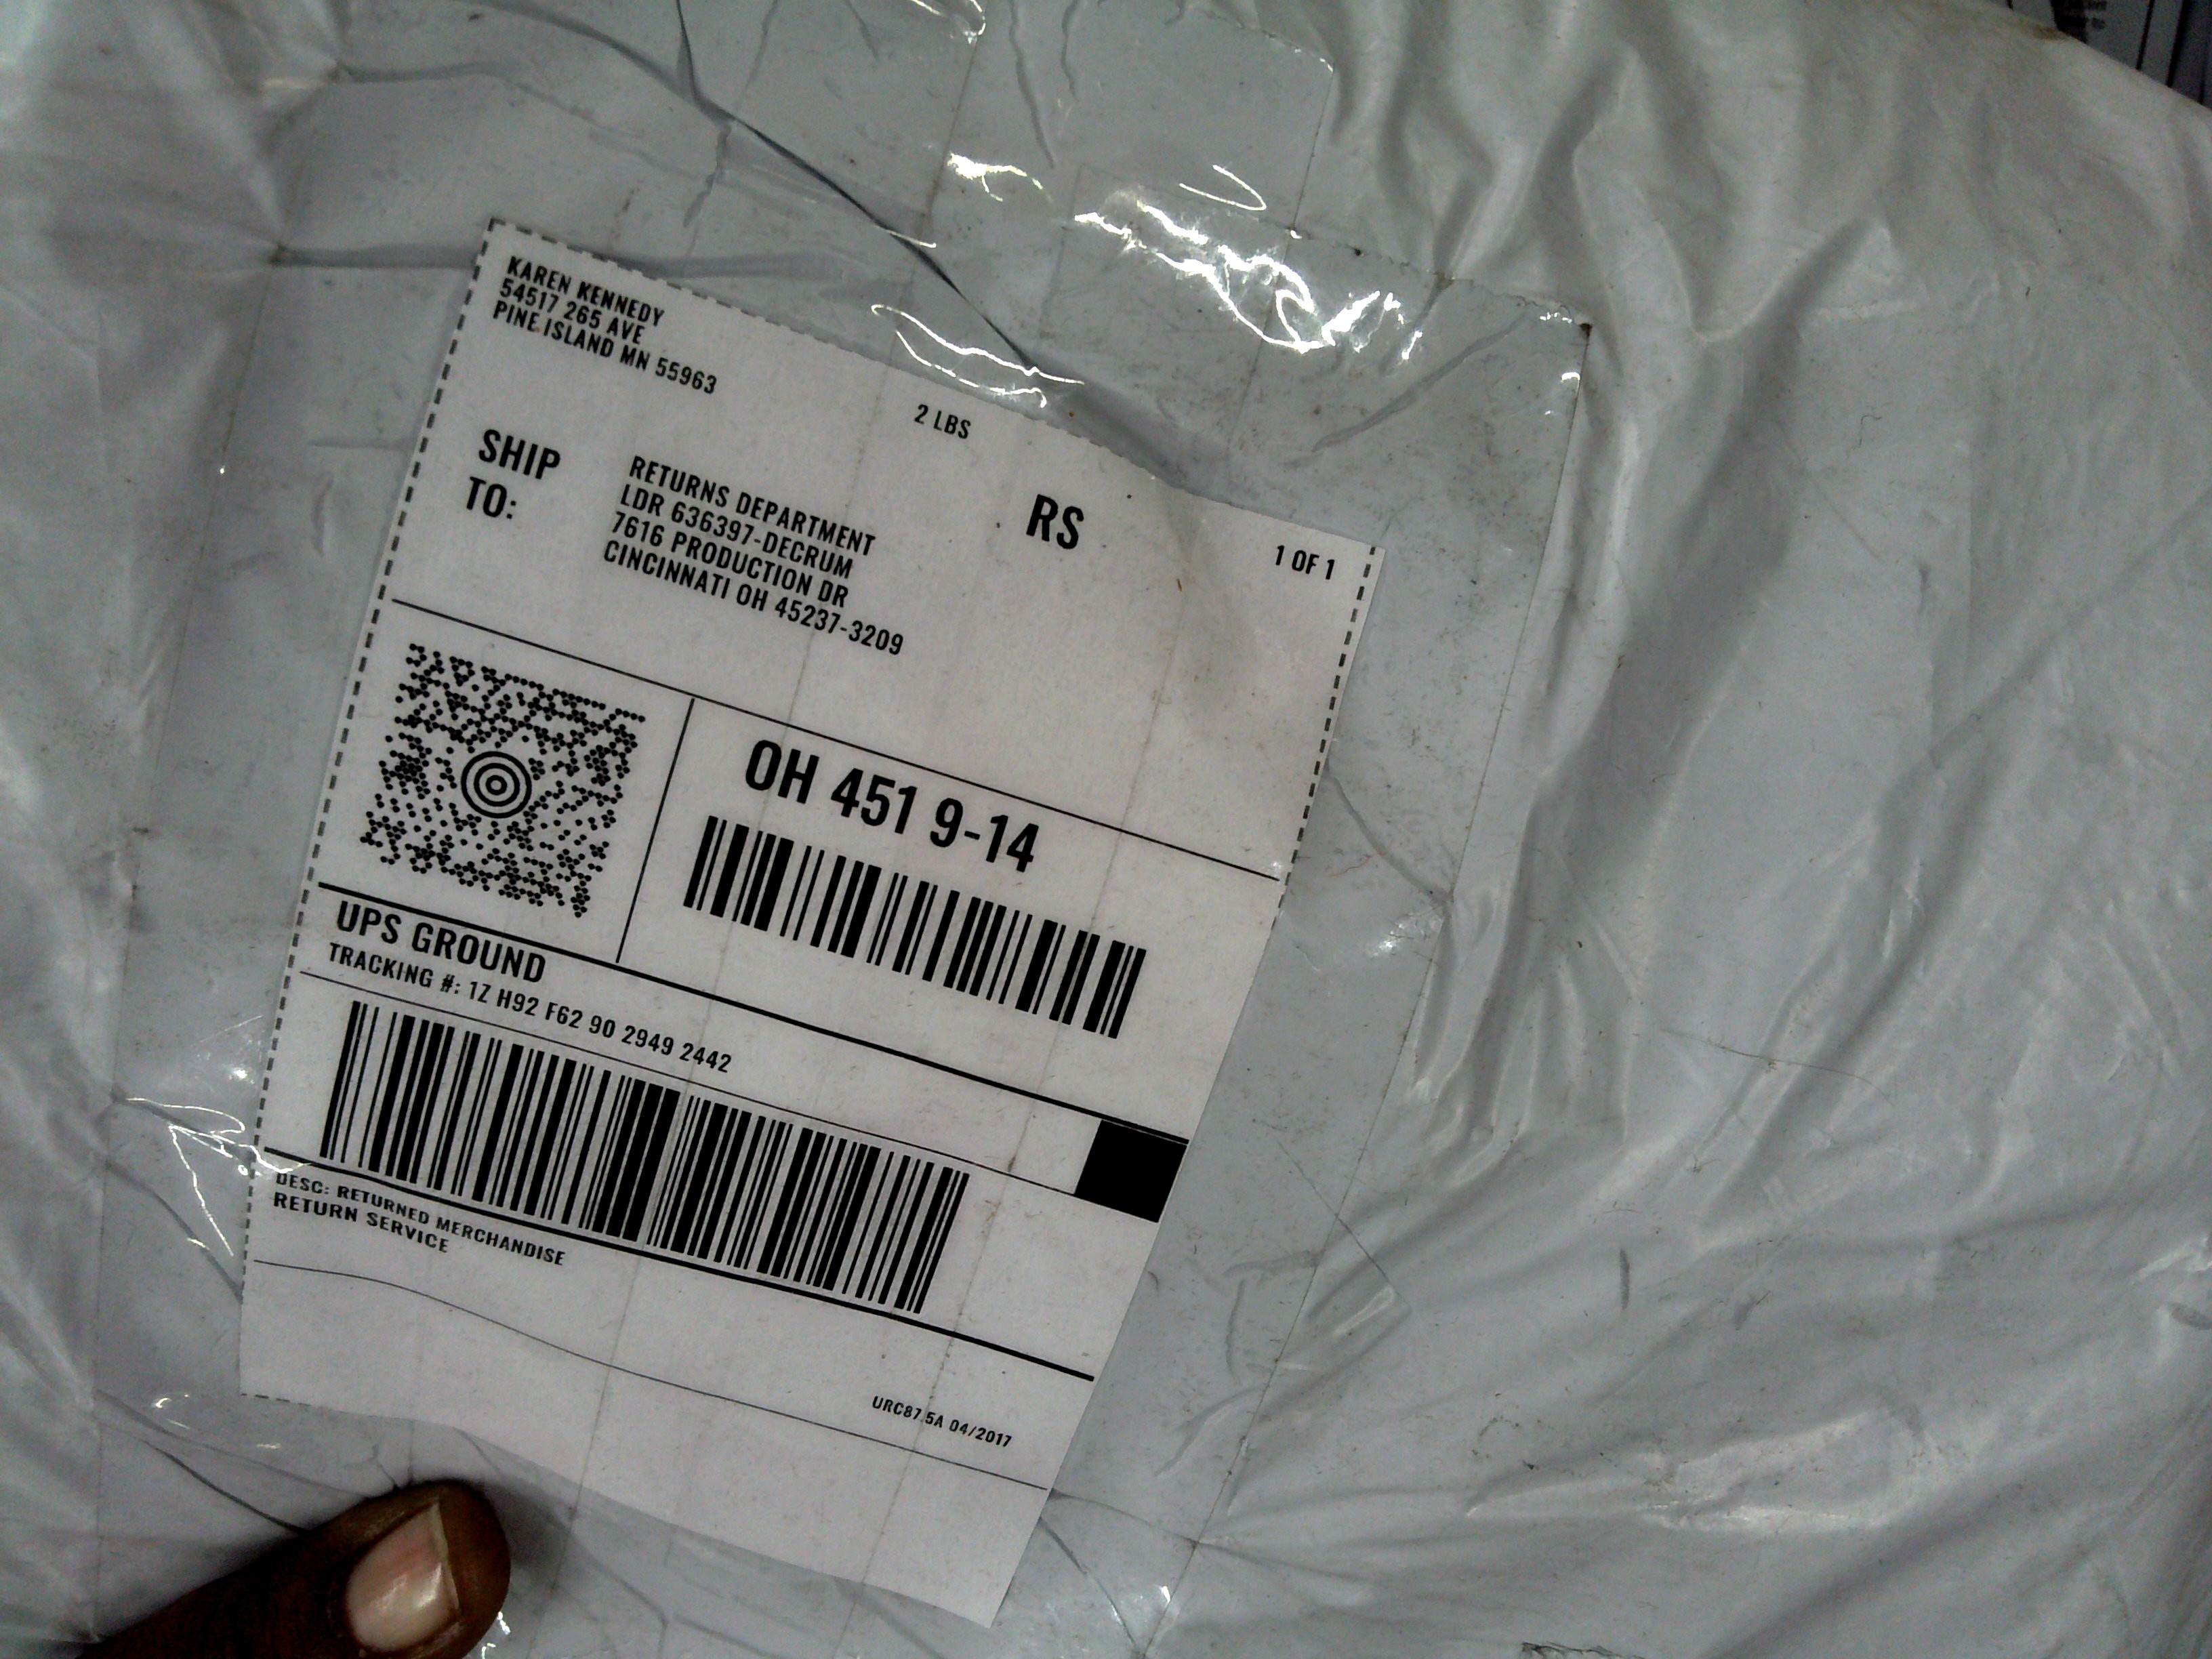 KAREN KENNEDY
54517 265 AVE
PINE ISLAND MN 55963
2 LBS
1 OF 1
SHIP
TO:
RETURNS DEPARTMENT
LDR 636397-DECRUM
7616 PRODUCTION DR
CINCINNATI OH 45237-3209
RS
OH 451 9-14
UPS GROUND
TRACKING #: 1Z H92 F62 90 2949 2442
DESC: RETURNED MERCHANDISE
RETURN SERVICE
URC87.5A 04/2017